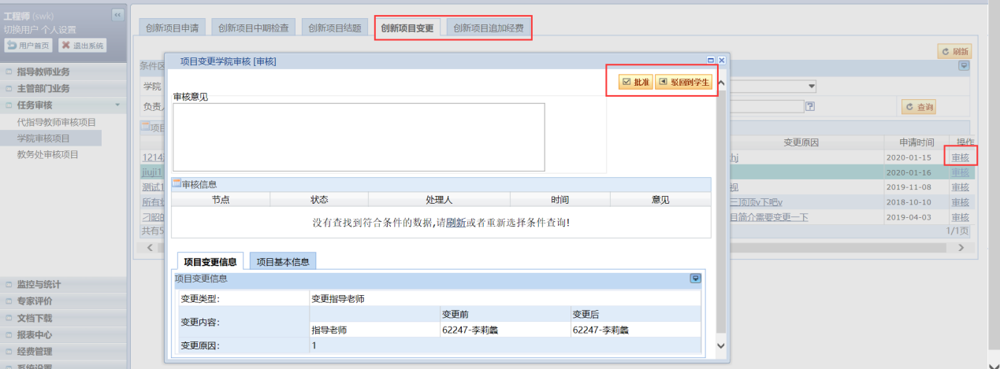 工程师 (swk)
切换用户 个人设置
用户首页 退出系统
指导教师业务
主管部门业务
任务审核
代指导教师审核项目
学院审核项目
教务处审核项目
监控与统计
专家评价
文档下载
报表中心
经费管理
系统设置
创新项目申请 创新项目中期检查 创新项目结题 创新项目变更 创新项目追加经费
刷新
条件区
学院
负责人
查询
项目
变更原因 申请时间 操作
1214 hj 2020-01-15 审核
jiuji1 2020-01-16 审核
测试1 视 2019-11-08 审核
所有 三顶顶v下吧v 2018-10-10 审核
刁 目简介需要变更一下 2019-04-03 审核
共有5 1/1页
项目变更学院审核 [审核]
批准 驳回到学生
审核意见
审核信息
节点 状态 处理人 时间 意见
没有查找到符合条件的数据,请刷新或者重新选择条件查询!
项目变更信息 项目基本信息
项目变更信息
变更类型: 变更指导老师
变更内容: 变更前 变更后
指导老师 62247-李莉蠡 62247-李莉蠡
变更原因: 1